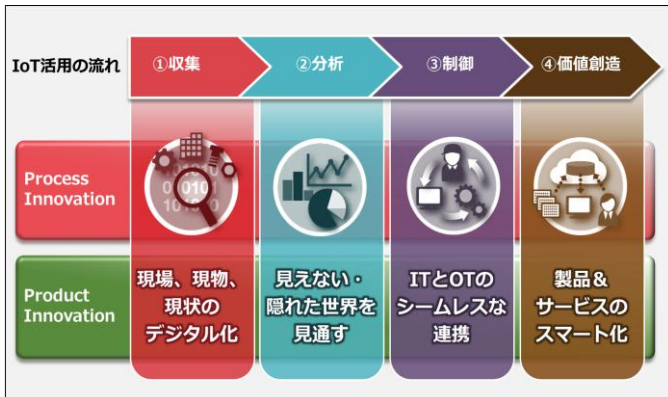 IoT活用の流れ
①収集
②分析
③制御
④価値創造
Process
Innovation
010101
101010
Product
Innovation
現場、現物、
現状の
デジタル化
見えない・
隠れた世界を
見通す
ITとOTの
シームレスな
連携
製品＆
サービスの
スマート化